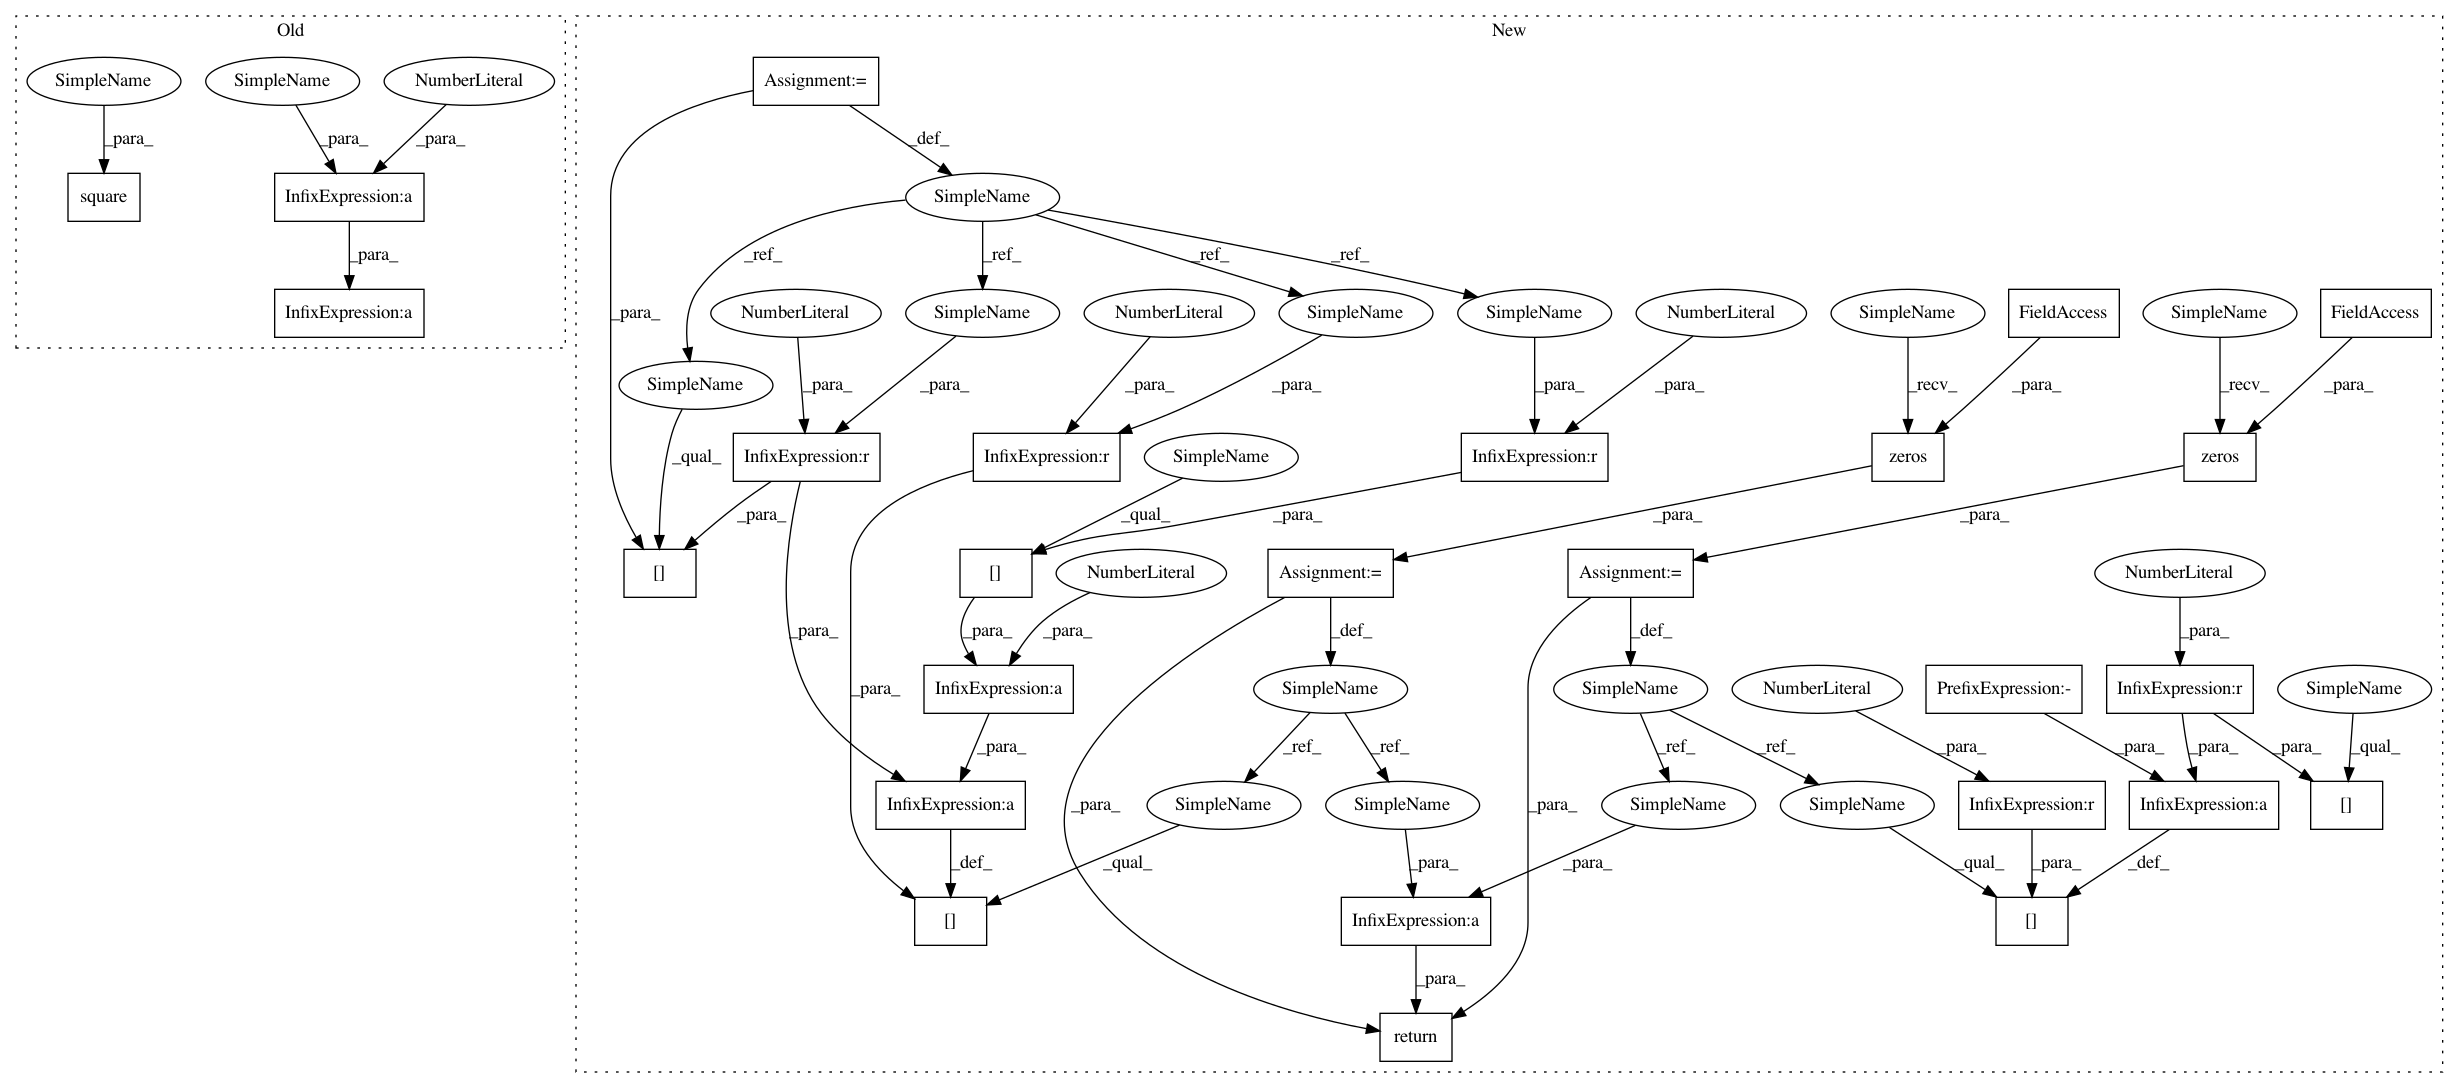 Old
New
SimpleName
SimpleName
NumberLiteral
Assignment:=
_para_
_para_
_para_
_def_
square
InfixExpression:a
SimpleName
_para_
_ref_
_ref_
_ref_
_ref_
InfixExpression:a
_para_
NumberLiteral
SimpleName
NumberLiteral
SimpleName
SimpleName
NumberLiteral
SimpleName
FieldAccess
SimpleName
FieldAccess
SimpleName
_para_
_para_
_para_
_para_
_para_
_para_
_recv_
_para_
_recv_
_para_
_qual_
InfixExpression:r
InfixExpression:r
SimpleName
InfixExpression:r
zeros
zeros
_para_
_qual_
_para_
_para_
_para_
[]
[]
NumberLiteral
Assignment:=
Assignment:=
NumberLiteral
_para_
_para_
_para_
_def_
_def_
_para_
_para_
InfixExpression:a
SimpleName
SimpleName
NumberLiteral
PrefixExpression:-
InfixExpression:r
SimpleName
_para_
_ref_
_ref_
_ref_
_ref_
_para_
_para_
_para_
_para_
_qual_
InfixExpression:a
SimpleName
SimpleName
SimpleName
SimpleName
InfixExpression:r
InfixExpression:a
[]
_para_
_para_
_def_
_qual_
_para_
_para_
_qual_
_para_
_def_
[]
InfixExpression:a
[]
_para_
return